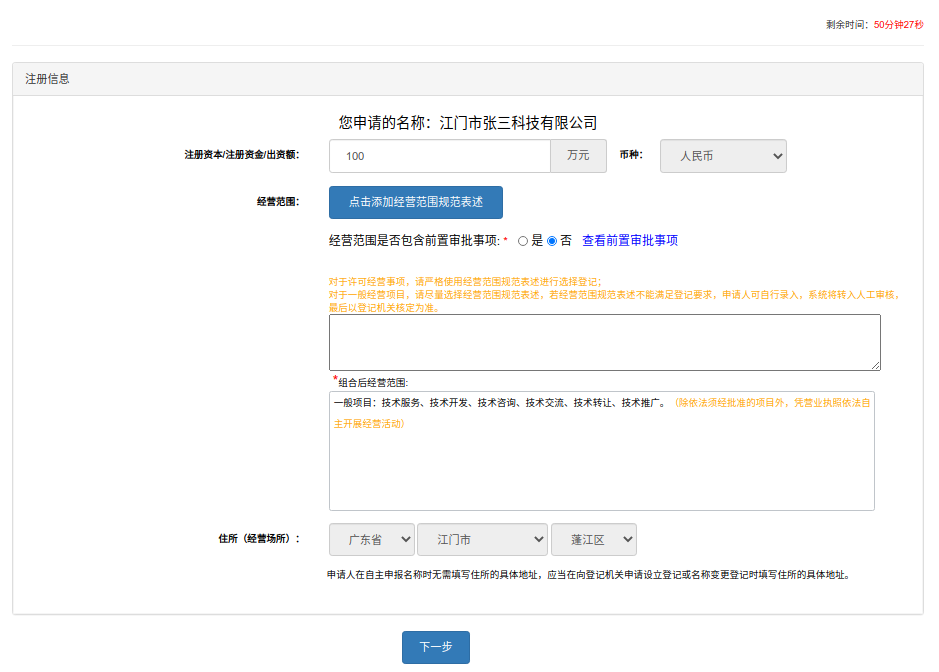 剩余时间：50分钟27秒
注册信息
您申请的名称：江门市张三科技有限公司
注册资本/注册资金/出资额： 100 万元 币种： 人民币
经营范围： 点击添加经营范围规范表述
经营范围是否包含前置审批事项: * 是 否 查看前置审批事项
对于许可经营事项，请严格使用经营范围规范表述进行选择登记；
对于一般经营项目，请尽量选择经营范围规范表述，若经营范围规范表述不能满足登记要求，申请人可自行录入，系统将转入人工审核，
最后以登记机关核定为准。
*组合后经营范围:
一般项目：技术服务、技术开发、技术咨询、技术交流、技术转让、技术推广。（除依法须经批准的项目外，凭营业执照依法自
主开展经营活动）
住所（经营场所）： 广东省 江门市 蓬江区
申请人在自主申报名称时无需填写住所的具体地址，应当在向登记机关申请设立登记或名称变更登记时填写住所的具体地址。
下一步